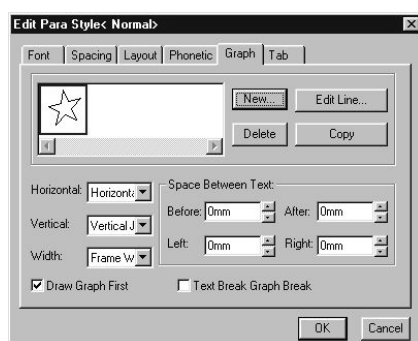 Edit Para Style< Normal>
Font Spacing Layout Phonetic Graph Tab
New... Edit Line...
Delete Copy
Horizontal: Horizonta
Space Between Text:
Before: 0mm After: 0mm
Vertical: Vertical J
Left: 0mm Right: 0mm
Width: Frame W
Draw Graph First Text Break Graph Break
OK Cancel